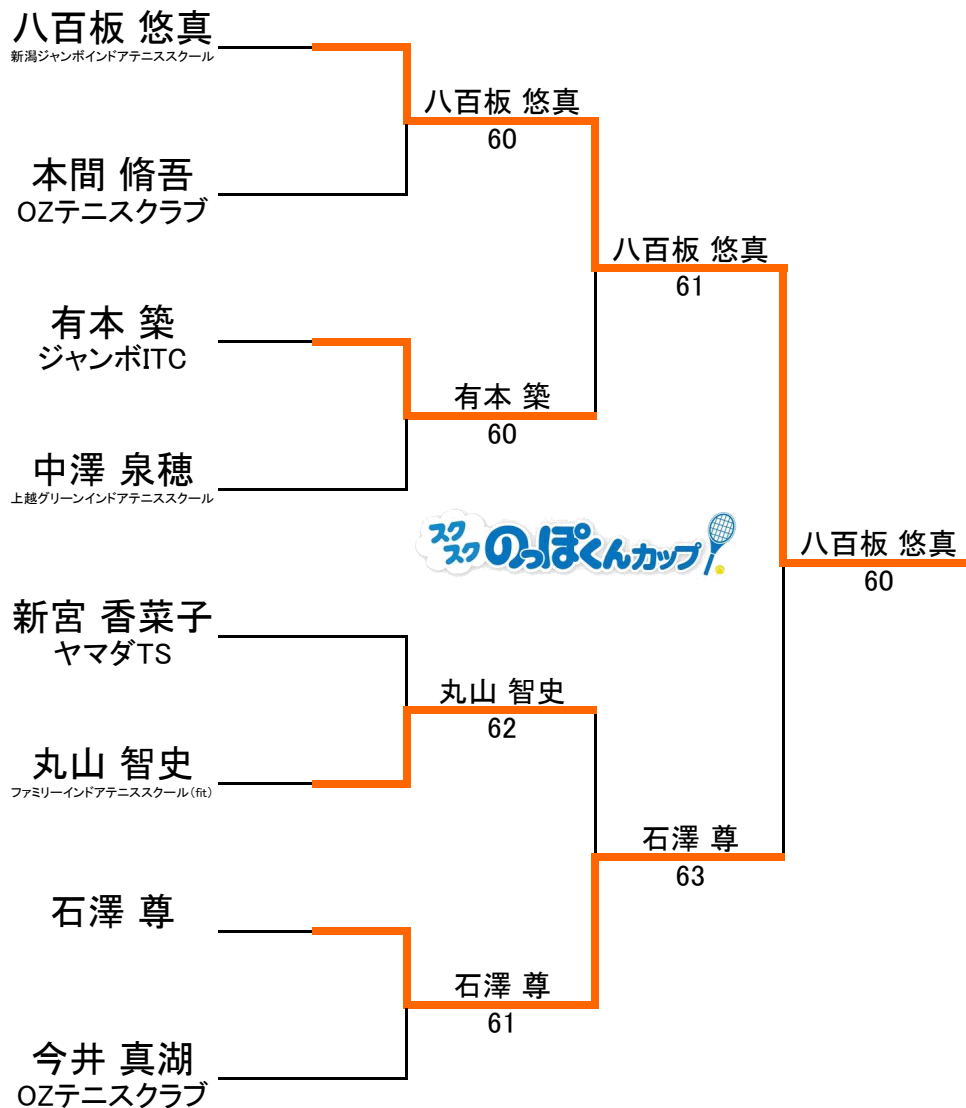 八百板 悠真
新潟ジャンボインドアテニススクール
八百板 悠真
60
本間 脩吾
OZテニスクラブ
八百板 悠真
61
有本 築
ジャンボITC
有本 築
60
中澤 泉穂
上越グリーンインドアテニススクール
スク
スク
のっぽくんカップ
八百板 悠真
60
新宮 香菜子
ヤマダTS
丸山 智史
62
丸山 智史
ファミリーインドアテニススクール(fit)
石澤 尊
63
石澤 尊
石澤 尊
61
今井 真湖
OZテニスクラブ